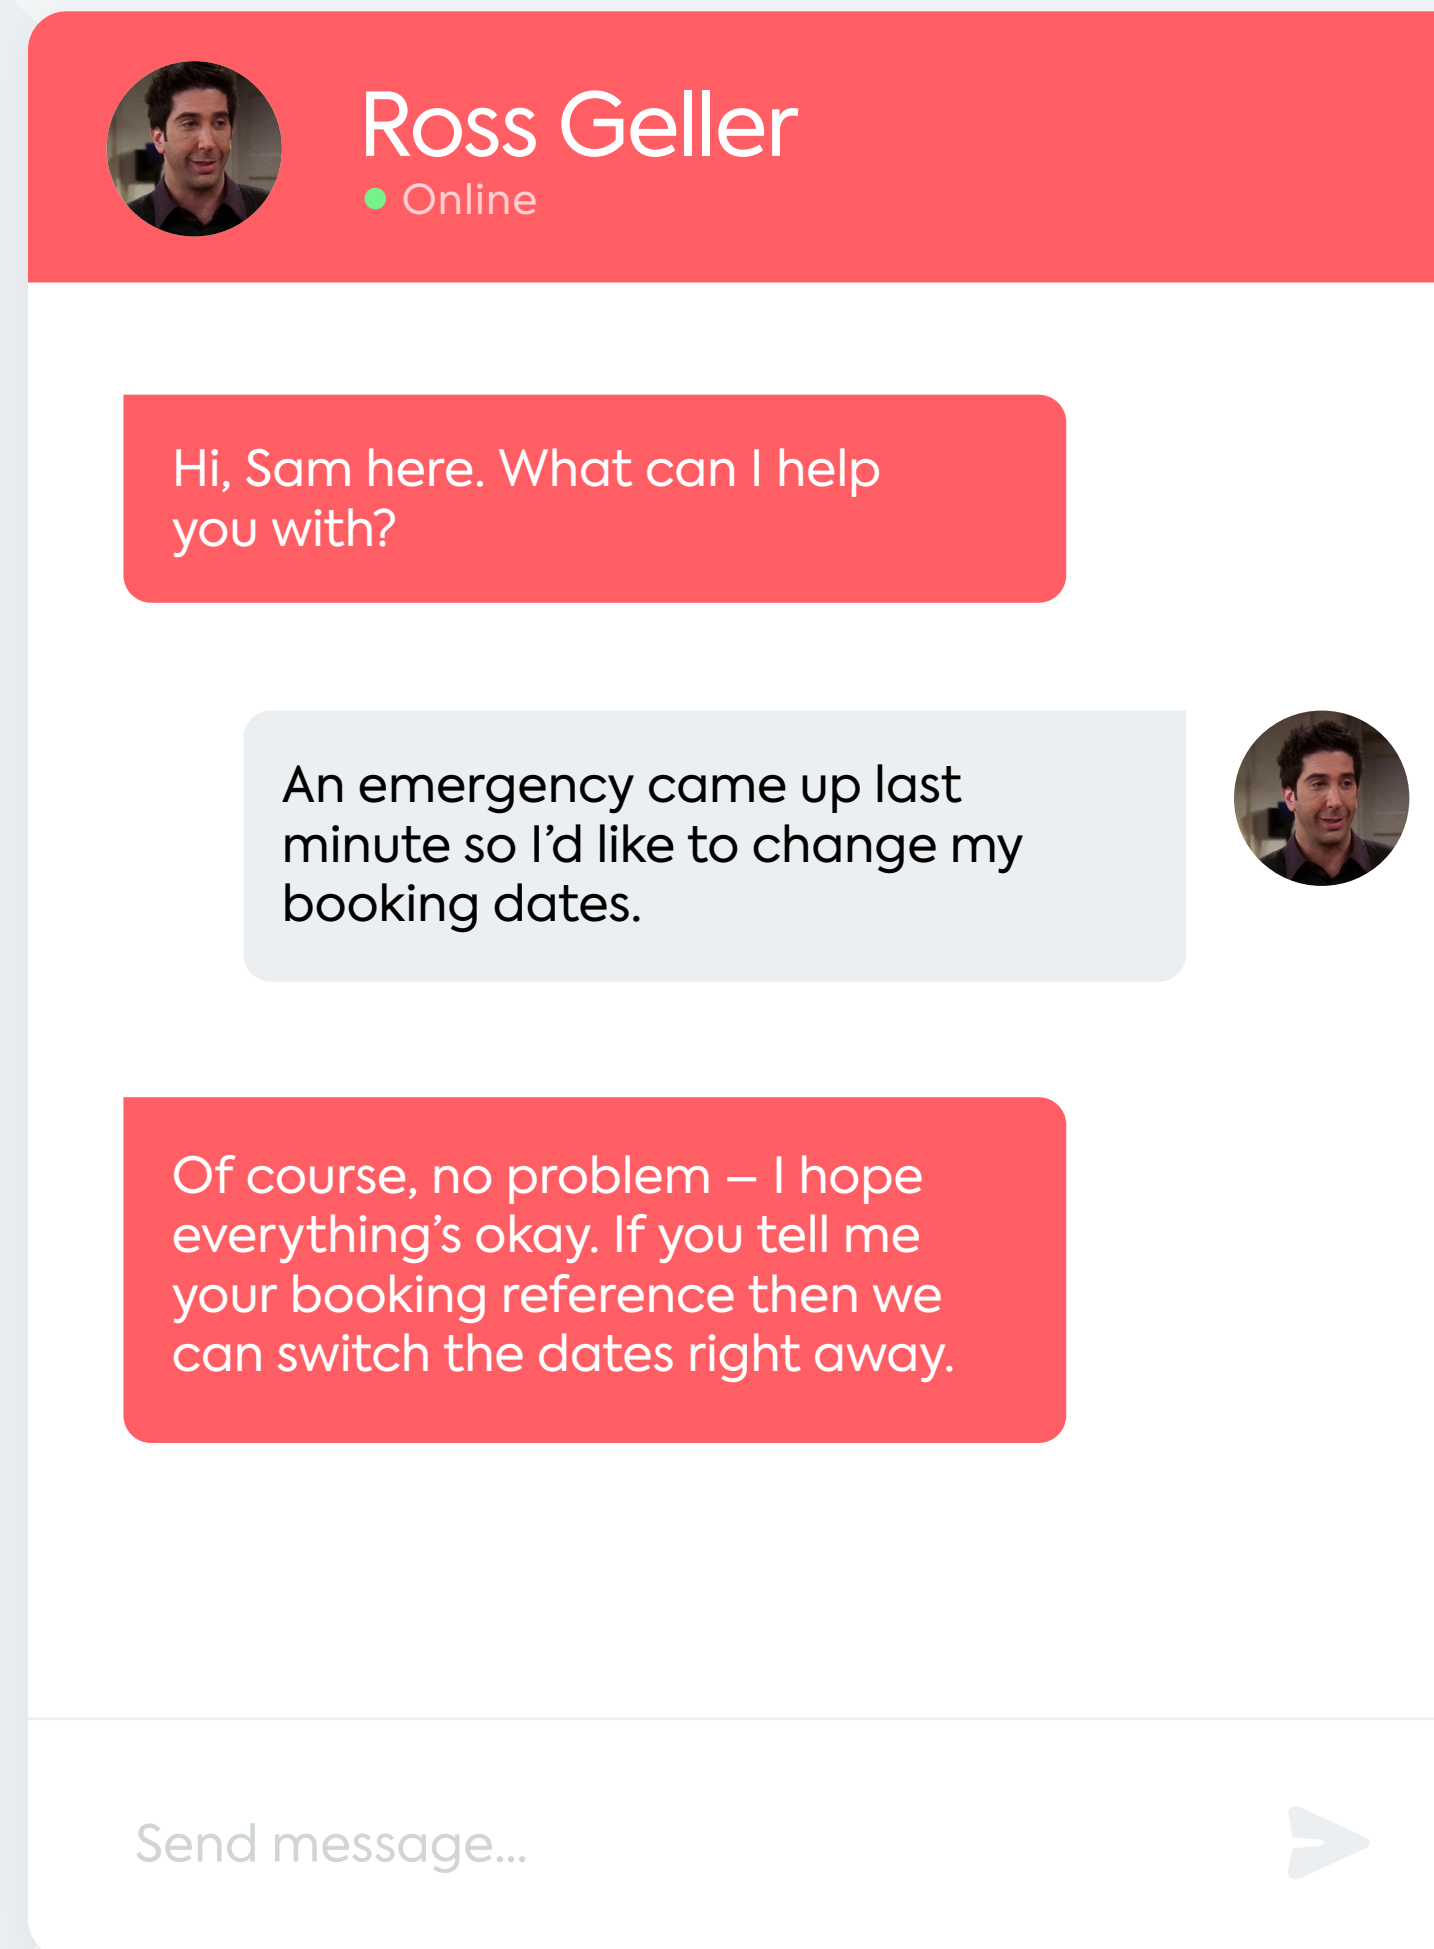 Ross Geller
Online
Hi, Sam here. What can I help
you with?
An emergency came up last
minute so I’d like to change my
booking dates.
Of course, no problem – I hope
everything’s okay. If you tell me
your booking reference then we
can switch the dates right away.
Send message...